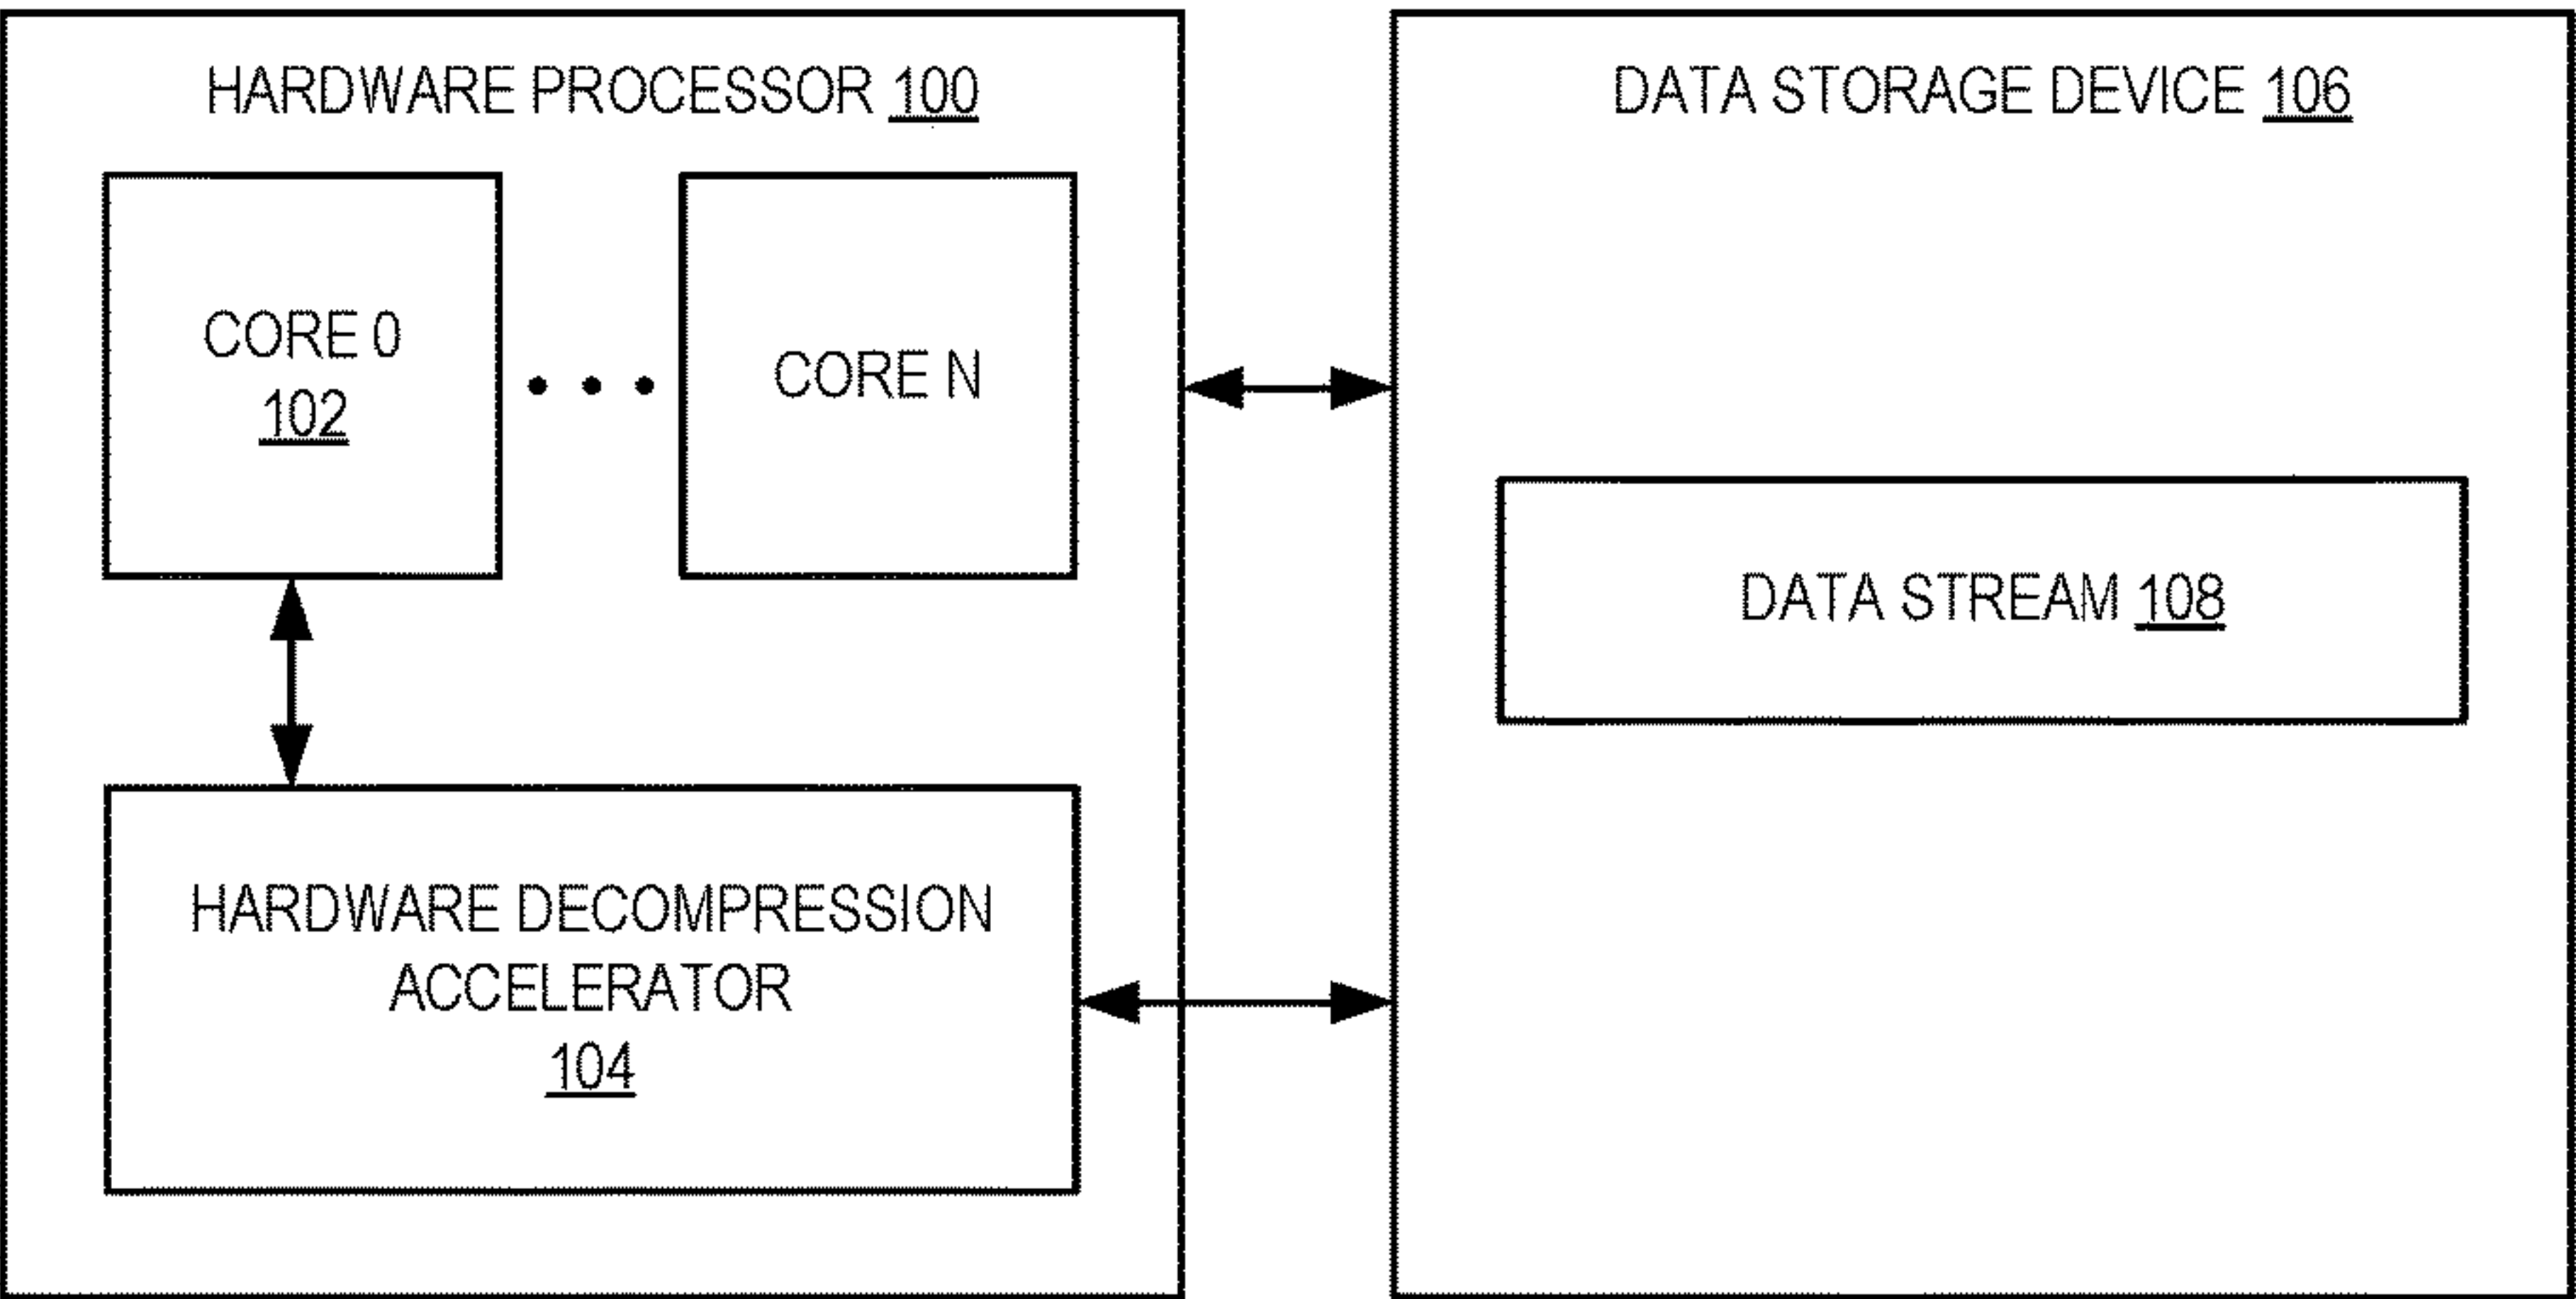 HARDWARE PROCESSOR 100
CORE 0
102
CORE N
HARDWARE DECOMPRESSION
ACCELERATOR
104
DATA STORAGE DEVICE 106
DATA STREAM 108